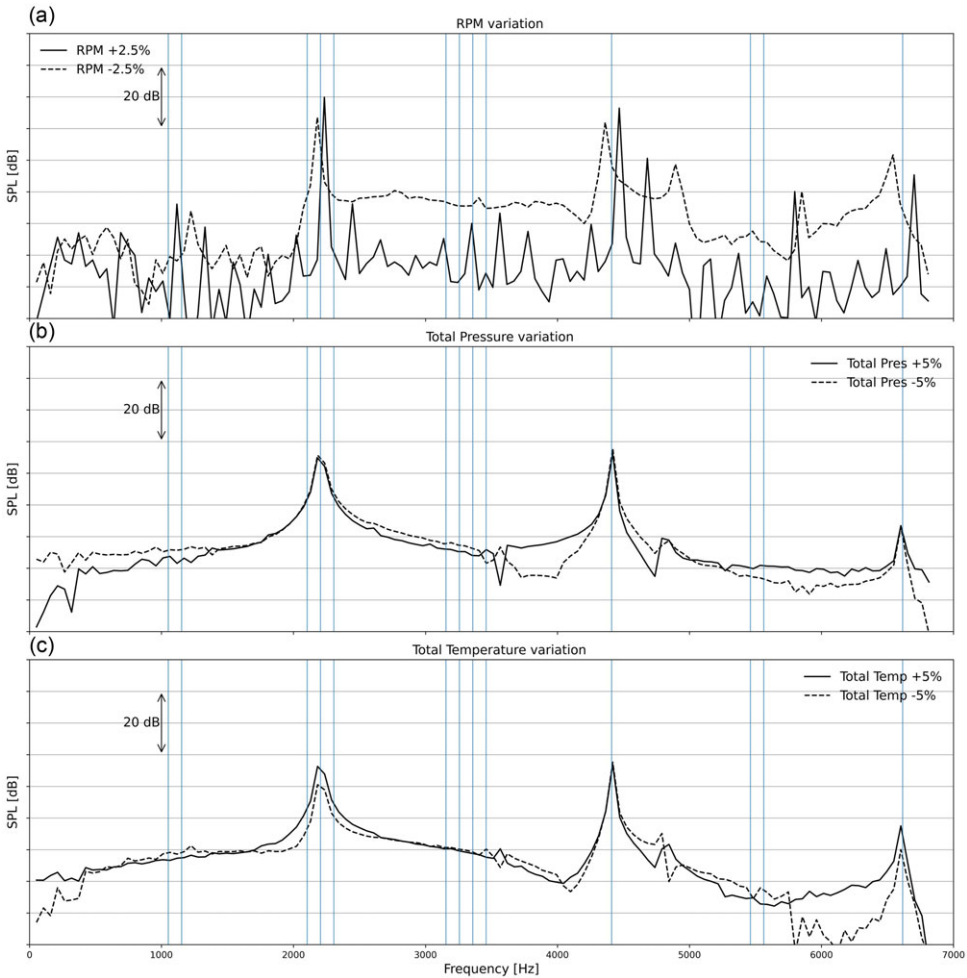 (a)
RPM variation
RPM +2.5%
RPM -2.5%
20 dB
SPL [dB]
(b)
Total Pressure variation
Total Pres +5%
Total Pres -5%
20 dB
SPL [dB]
(c)
Total Temperature variation
Total Temp +5%
Total Temp -5%
20 dB
SPL [dB]
0 1000 2000 3000 4000 5000 6000 7000
Frequency [Hz]